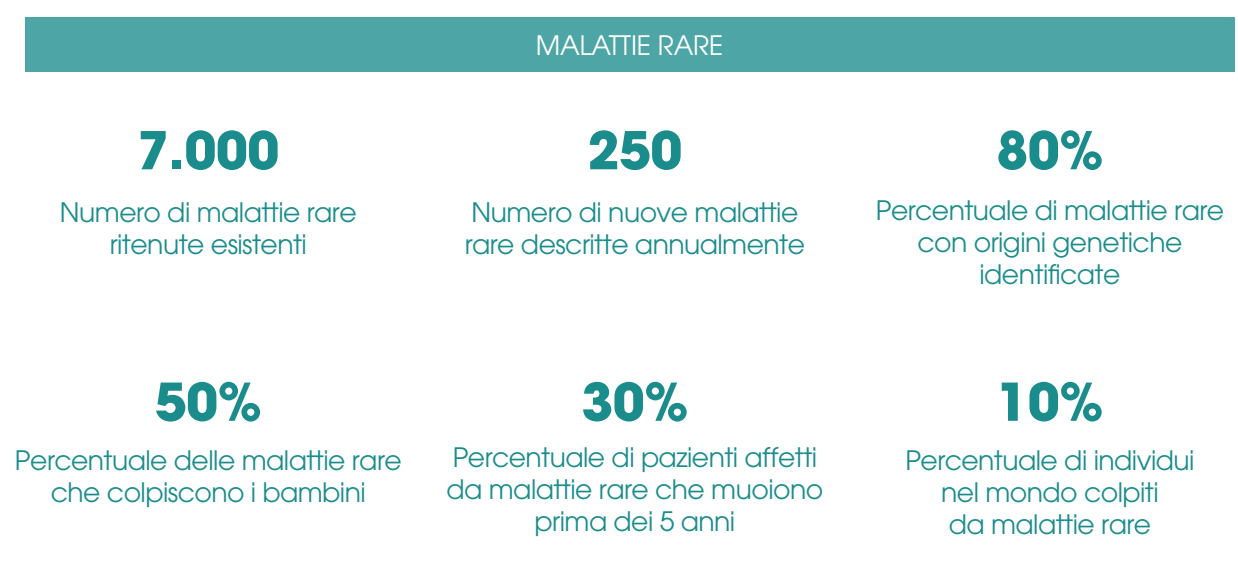 MALATTIE RARE
7.000
Numero di malattie rare
ritenute esistenti
250
Numero di nuove malattie
rare descritte annualmente
80%
Percentuale di malattie rare
con origini genetiche
identificate
50%
Percentuale delle malattie rare
che colpiscono i bambini
30%
Percentuale di pazienti affetti
da malattie rare che muoiono
prima dei 5 anni
10%
Percentuale di individui
nel mondo colpiti
da malattie rare